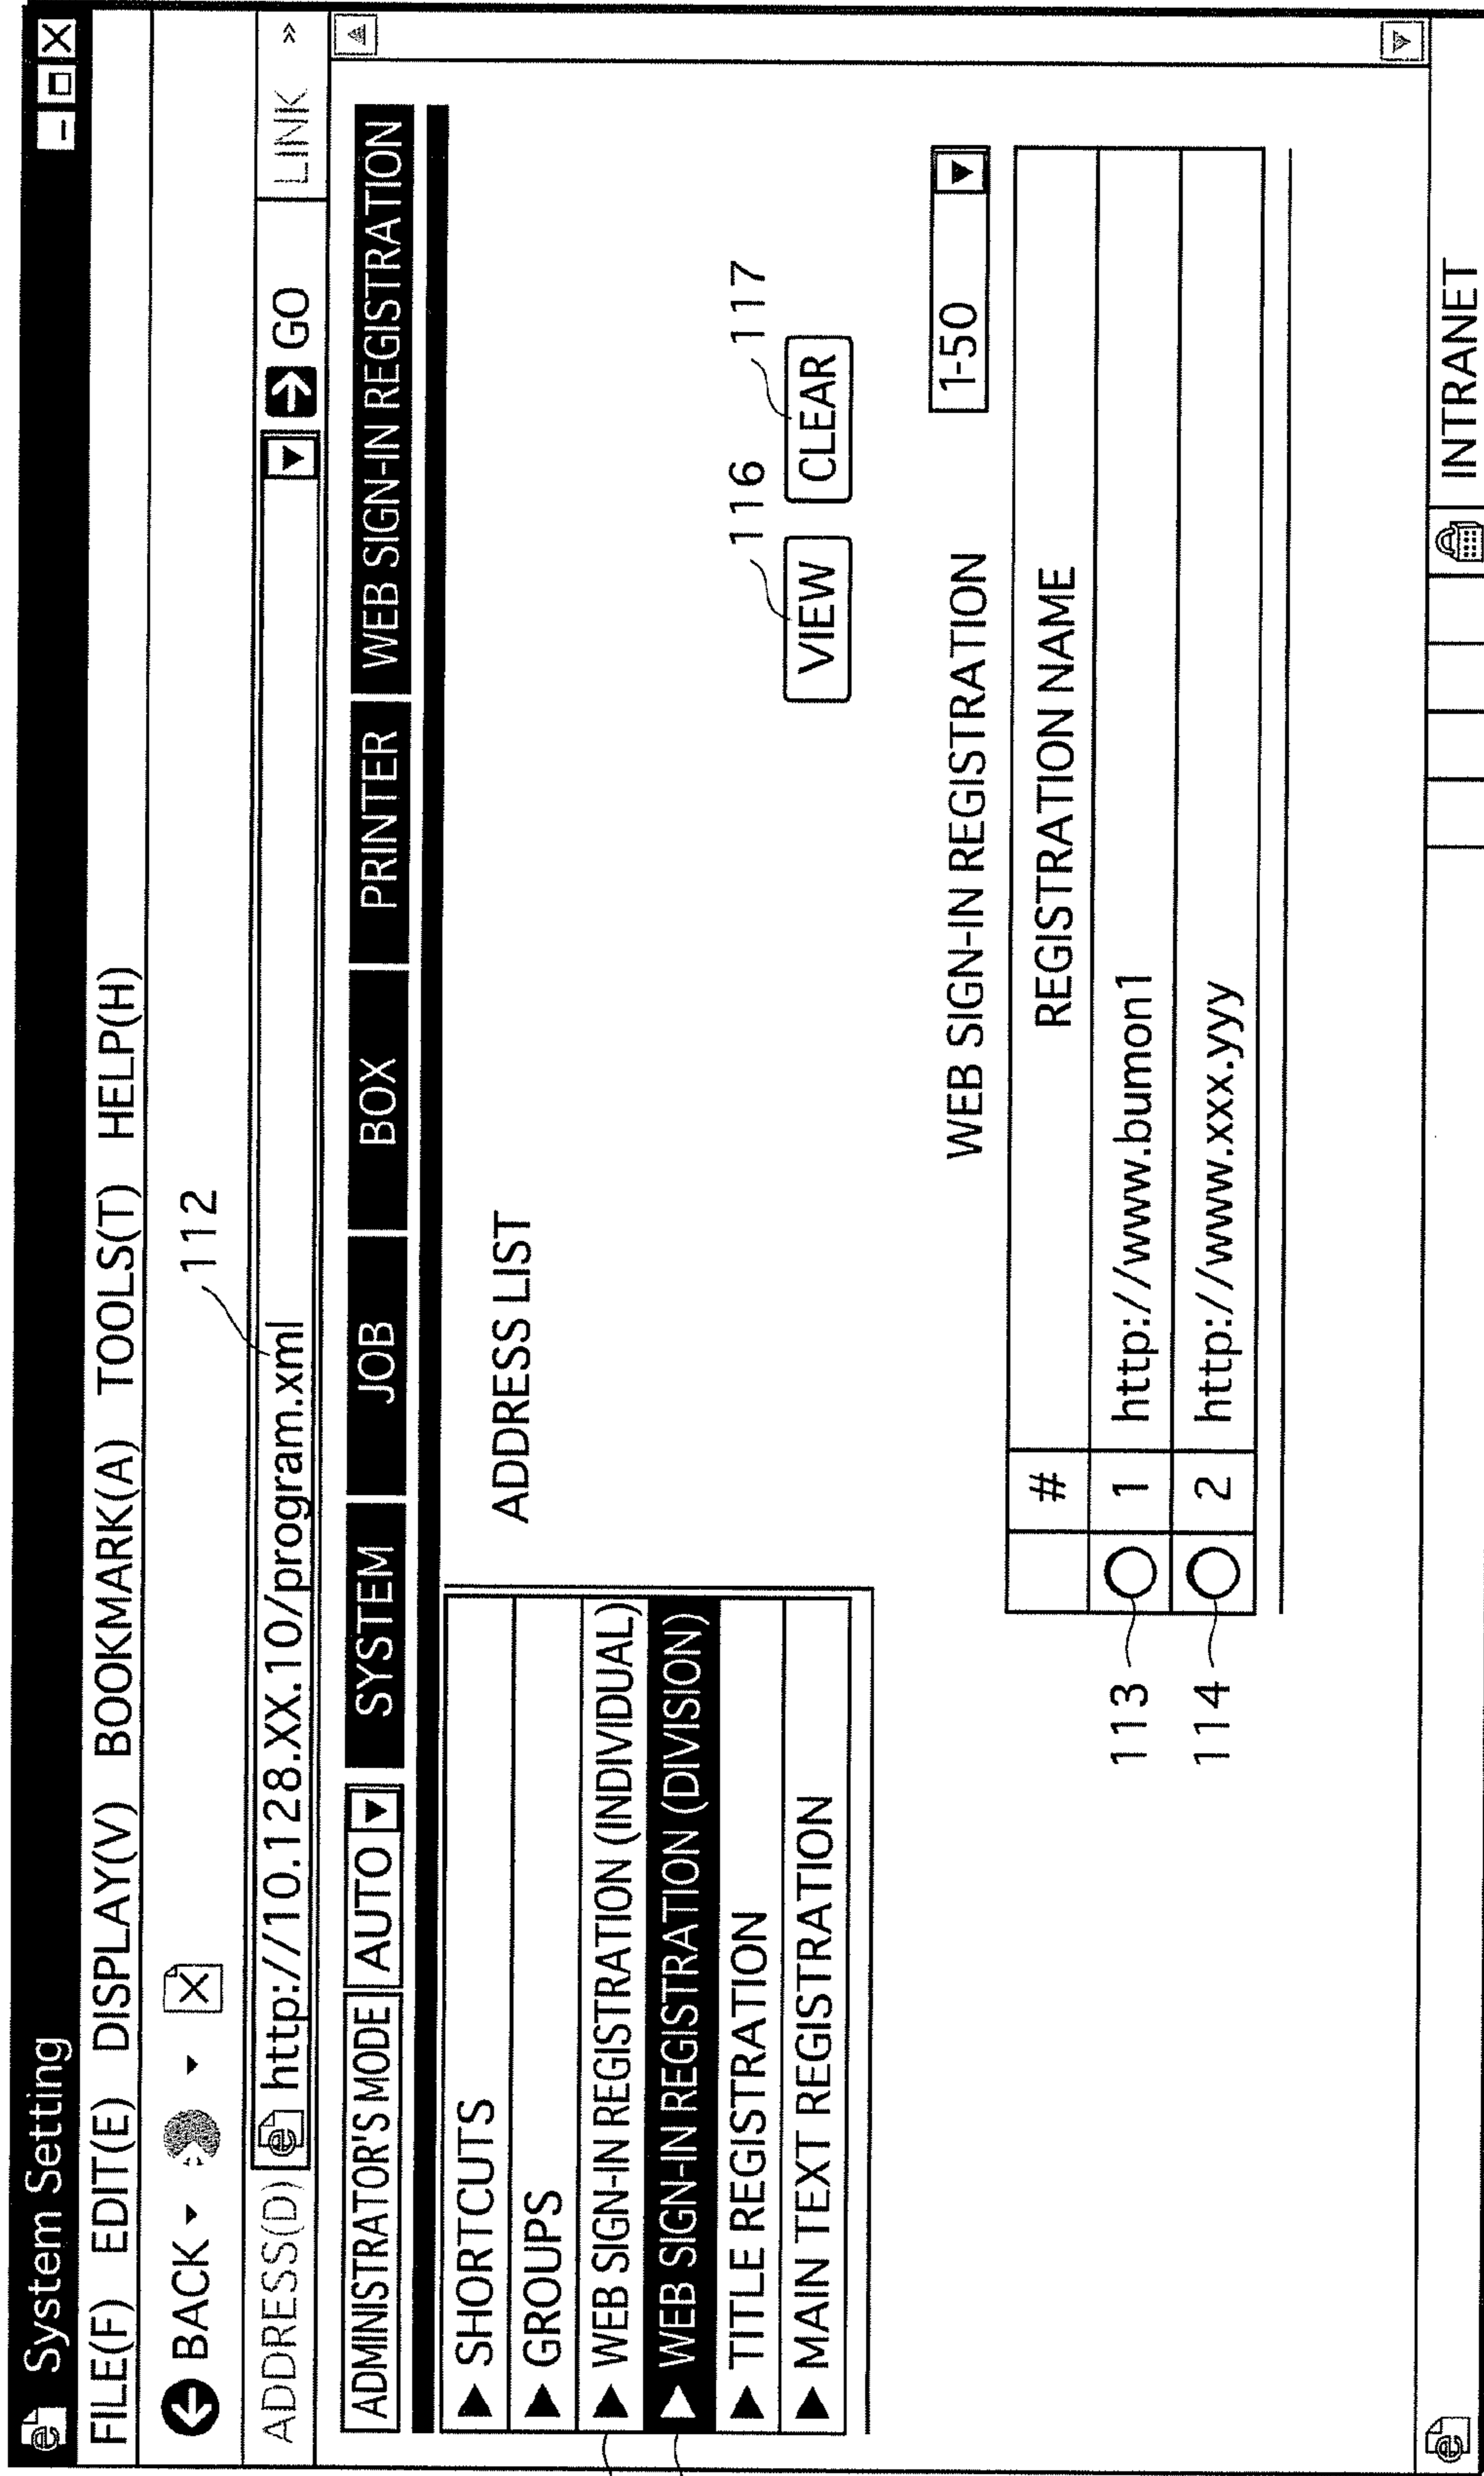 System Setting
FILE(F) EDIT(E) DISPLAY(V) BOOKMARK(A) TOOLS(T) HELP(H)
BACK
112
ADDRESS(D) http://10.128.XX.10/program.xml GO LINK »
ADMINISTRATOR'S MODE AUTO SYSTEM JOB BOX PRINTER WEB SIGN-IN REGISTRATION
SHORTCUTS
ADDRESS LIST
GROUPS
WEB SIGN-IN REGISTRATION (INDIVIDUAL)
WEB SIGN-IN REGISTRATION (DIVISION)
TITLE REGISTRATION
116 117
MAIN TEXT REGISTRATION
VIEW CLEAR
WEB SIGN-IN REGISTRATION 1-50
# REGISTRATION NAME
113 1 http://www.bumon1
114 2 http://www.xxx.yyy
INTRANET